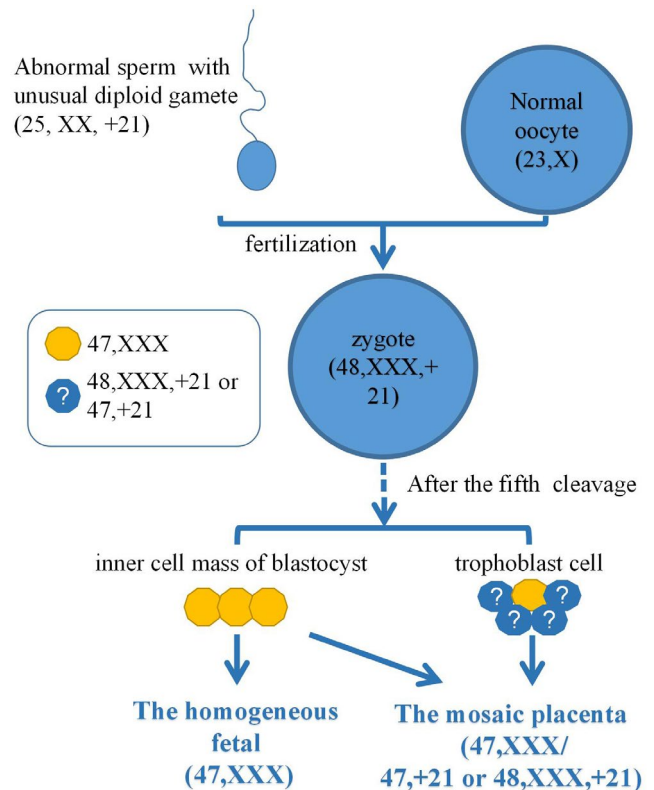 Abnormal sperm with
unusual diploid gamete
(25, XX, +21)
Normal
oocyte
(23,X)
fertilization
zygote
(48,XXX,+
21)
47,XXX
?
48,XXX,+21 or
47,+21
After the fifth cleavage
inner cell mass of blastocyst
trophoblast cell
? ?
? ?
The homogeneous
fetal
(47,XXX)
The mosaic placenta
(47,XXX/
47,+21 or 48,XXX,+21)